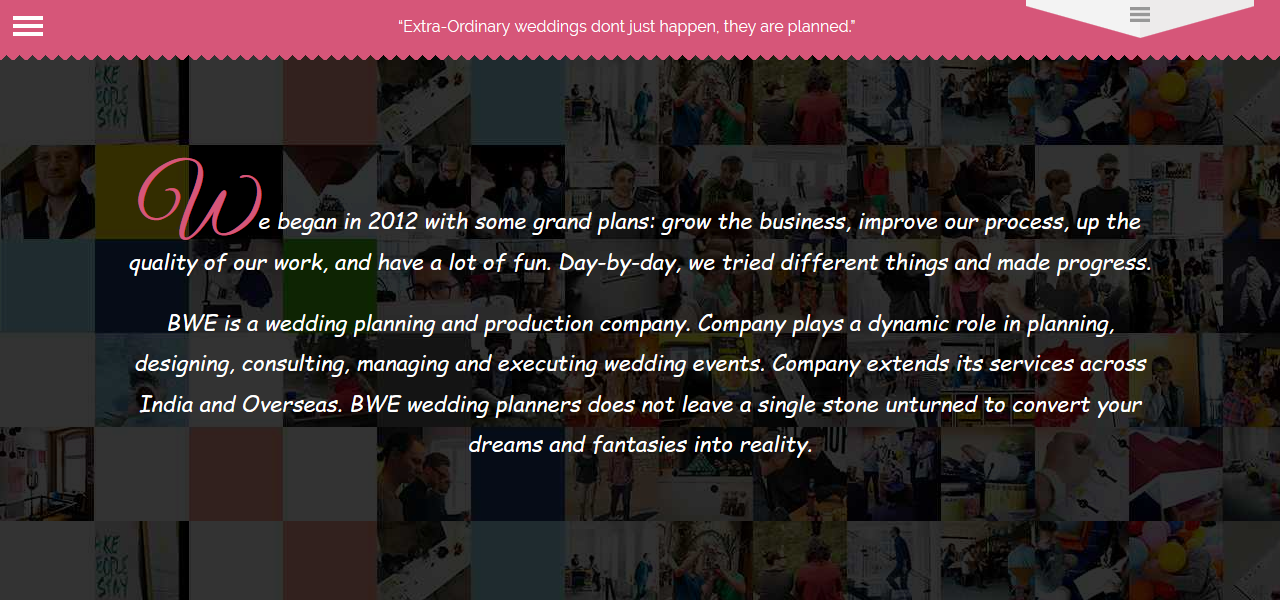 “Extra-Ordinary weddings dont just happen, they are planned.”
We began in 2012 with some grand plans: grow the business, improve our process, up the
quality of our work, and have a lot of fun. Day-by-day, we tried different things and made progress.
BWE is a wedding planning and production company. Company plays a dynamic role in planning,
designing, consulting, managing and executing wedding events. Company extends its services across
India and Overseas. BWE wedding planners does not leave a single stone unturned to convert your
dreams and fantasies into reality.
PEOPLE
STAY
PEOPLE
STAY